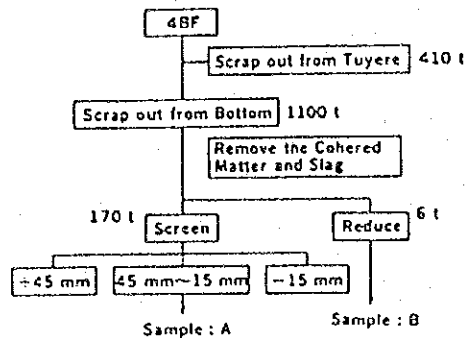 4BF
Scrap out from Tuyere 410 t
Scrap out from Bottom 1100 t
Remove the Cohered
Matter and Slag
170 t Screen Reduce 6 t
+45 mm 45 mm~15 mm -15 mm
Sample : A Sample : B